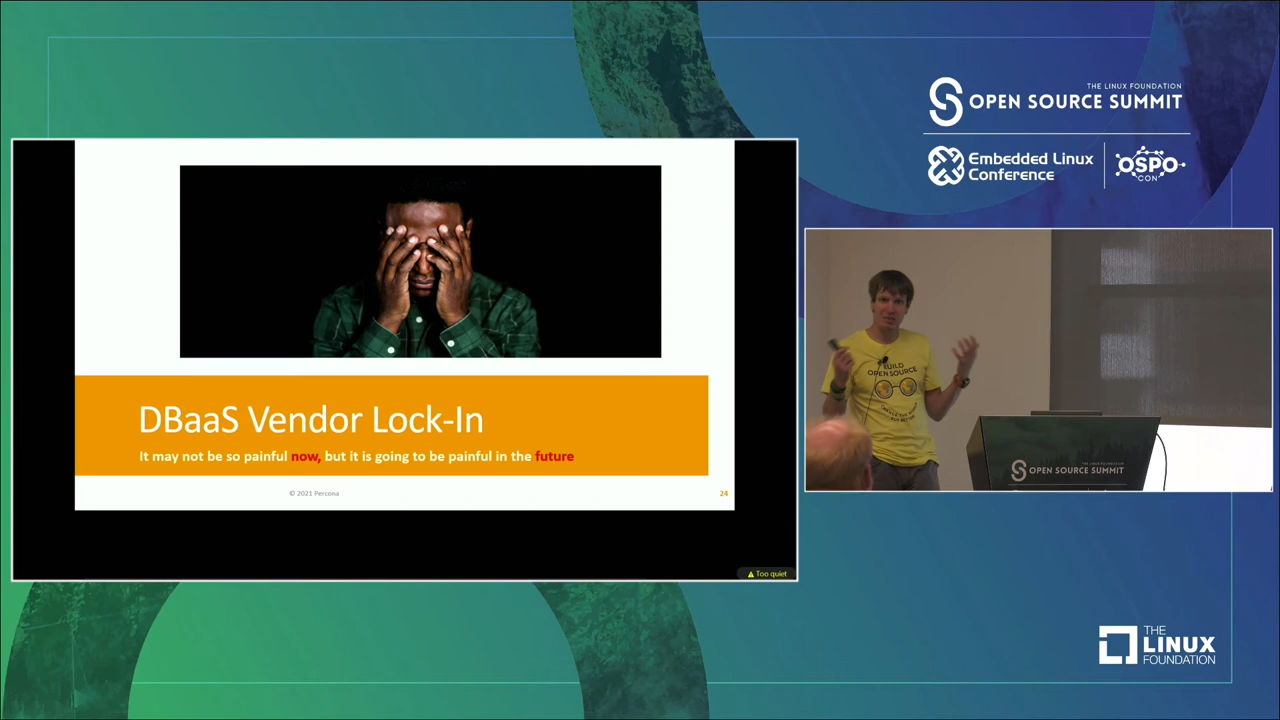 THE LINUX FOUNDATION
OPEN SOURCE SUMMIT
Embedded Linux
Conference
OSPO
CON
DBaaS Vendor Lock-In
It may not be so painful now, but it is going to be painful in the future
© 2021 Percona
24
Too quiet
BUILD
OPEN SOURCE
OPEN SOURCE SUMMIT
THE
LINUX
FOUNDATION